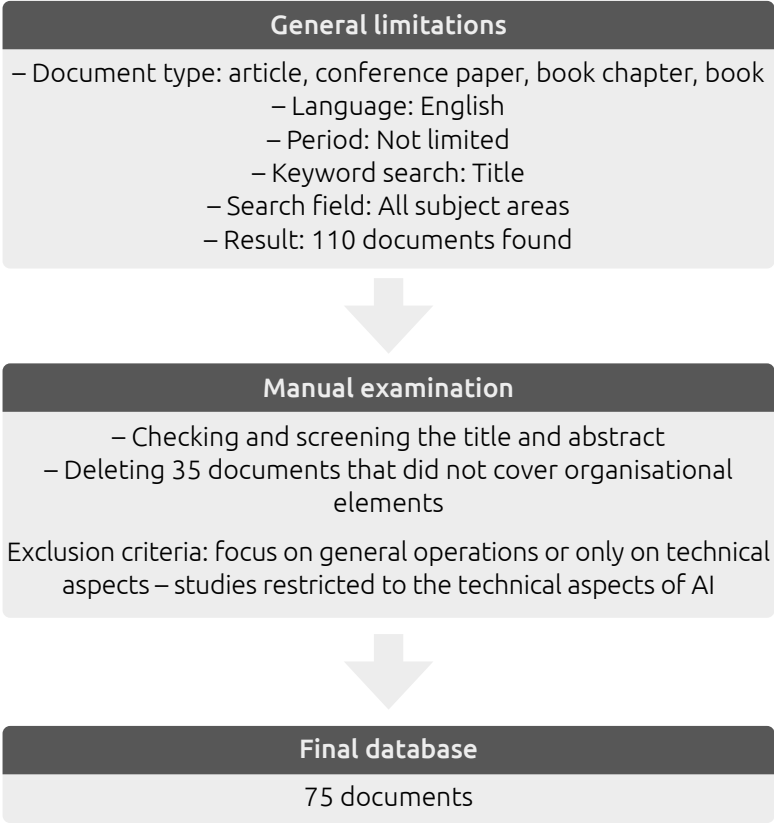 General limitations
– Document type: article, conference paper, book chapter, book
– Language: English
– Period: Not limited
– Keyword search: Title
– Search field: All subject areas
– Result: 110 documents found
Manual examination
– Checking and screening the title and abstract
– Deleting 35 documents that did not cover organisational
elements
Exclusion criteria: focus on general operations or only on technical
aspects – studies restricted to the technical aspects of AI
Final database
75 documents